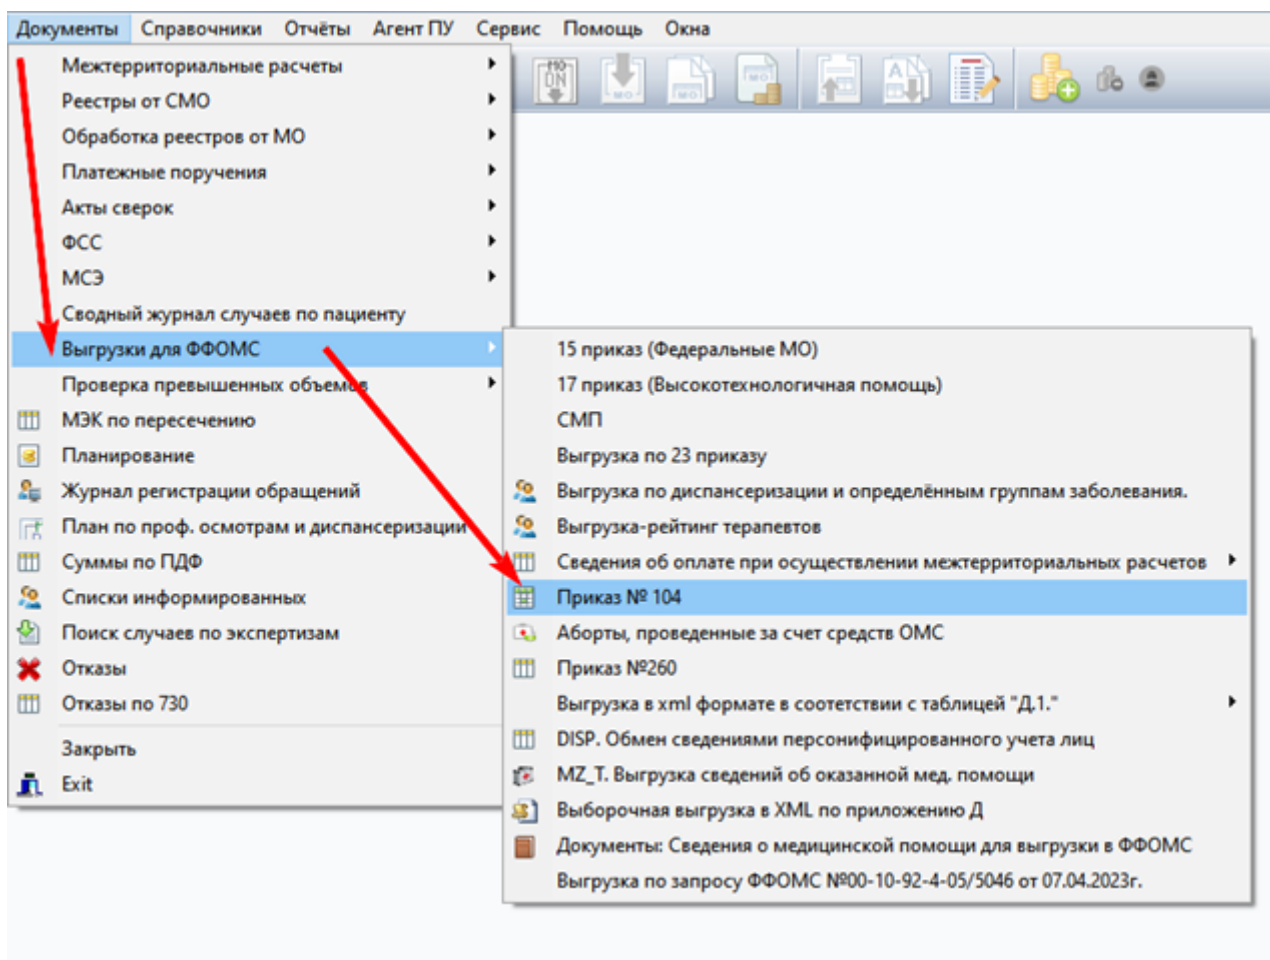 Документы Справочники Отчёты Агент ПУ Сервис Помощь Окна
Межтерриториальные расчеты
Реестры от СМО
Обработка реестров от МО
Платежные поручения
Акты сверок
ФСС
МСЭ
Сводный журнал случаев по пациенту
Выгрузки для ФФОМС
Проверка превышенных объемов
МЭК по пересечению
Планирование
Журнал регистрации обращений
План по проф. осмотрам и диспансеризации
Суммы по ПДФ
Списки информированных
Поиск случаев по экспертизам
Отказы
Отказы по 730
Закрыть
Exit
15 приказ (Федеральные МО)
17 приказ (Высокотехнологичная помощь)
СМП
Выгрузка по 23 приказу
Выгрузка по диспансеризации и определённым группам заболевания.
Выгрузка-рейтинг терапевтов
Сведения об оплате при осуществлении межтерриториальных расчетов
Приказ № 104
Аборты, проведенные за счет средств ОМС
Приказ №260
Выгрузка в xml формате в соотетствии с таблицей "Д.1."
DISP. Обмен сведениями персонифицированного учета лиц
MZ_T. Выгрузка сведений об оказанной мед. помощи
Выборочная выгрузка в XML по приложению Д
Документы: Сведения о медицинской помощи для выгрузки в ФФОМС
Выгрузка по запросу ФФОМС №00-10-92-4-05/5046 от 07.04.2023г.